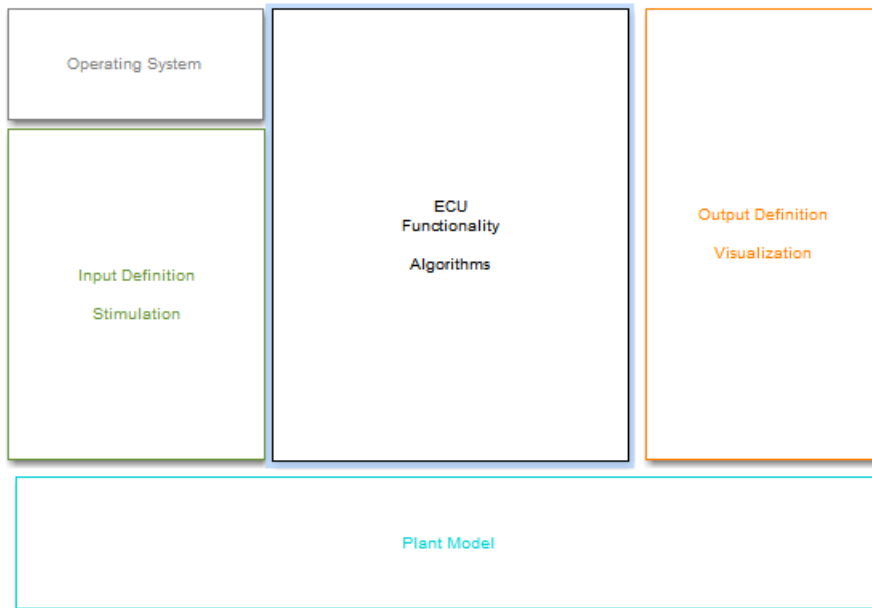 Operating System
ECU
Functionality
Algorithms
Output Definition
Visualization
Input Definition
Stimulation
Plant Model